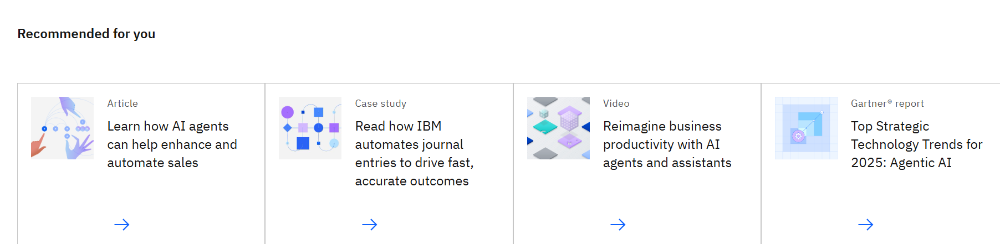 Recommended for you
Article
Learn how AI agents
can help enhance and
automate sales
Case study
Read how IBM
automates journal
entries to drive fast,
accurate outcomes
Video
Reimagine business
productivity with AI
agents and assistants
Gartner® report
Top Strategic
Technology Trends for
2025: Agentic AI